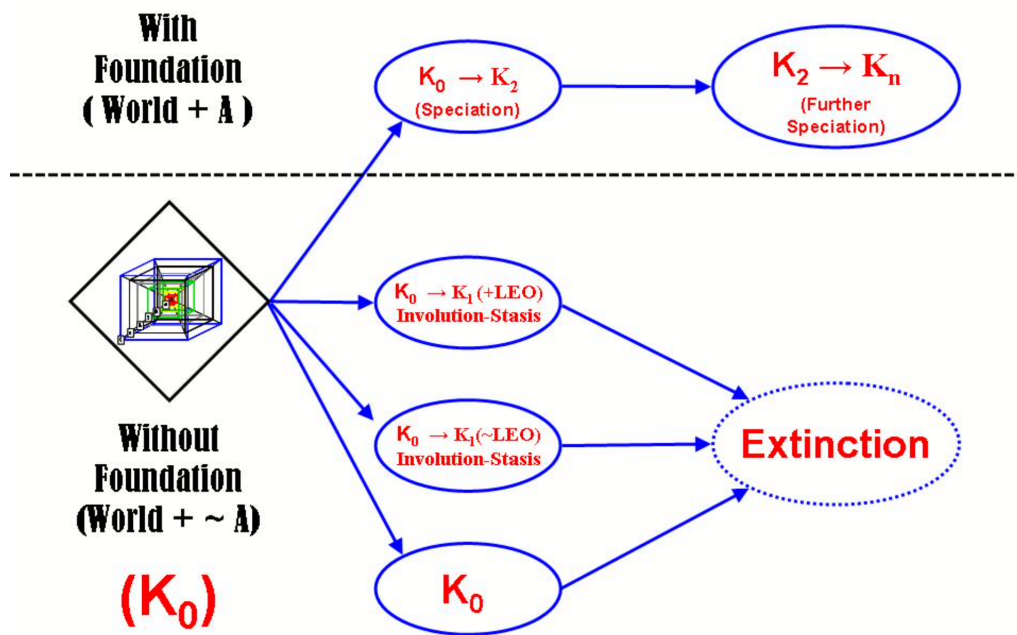 With
Foundation
( World + A )
K₀ → K₂
(Speciation)
K₂ → Kₙ
(Further
Speciation)
K₀ → K₁ (+LEO)
Involution-Stasis
Without
Foundation
(World + ~ A)
K₀ → K₁(~LEO)
Involution-Stasis
Extinction
(K₀)
K₀